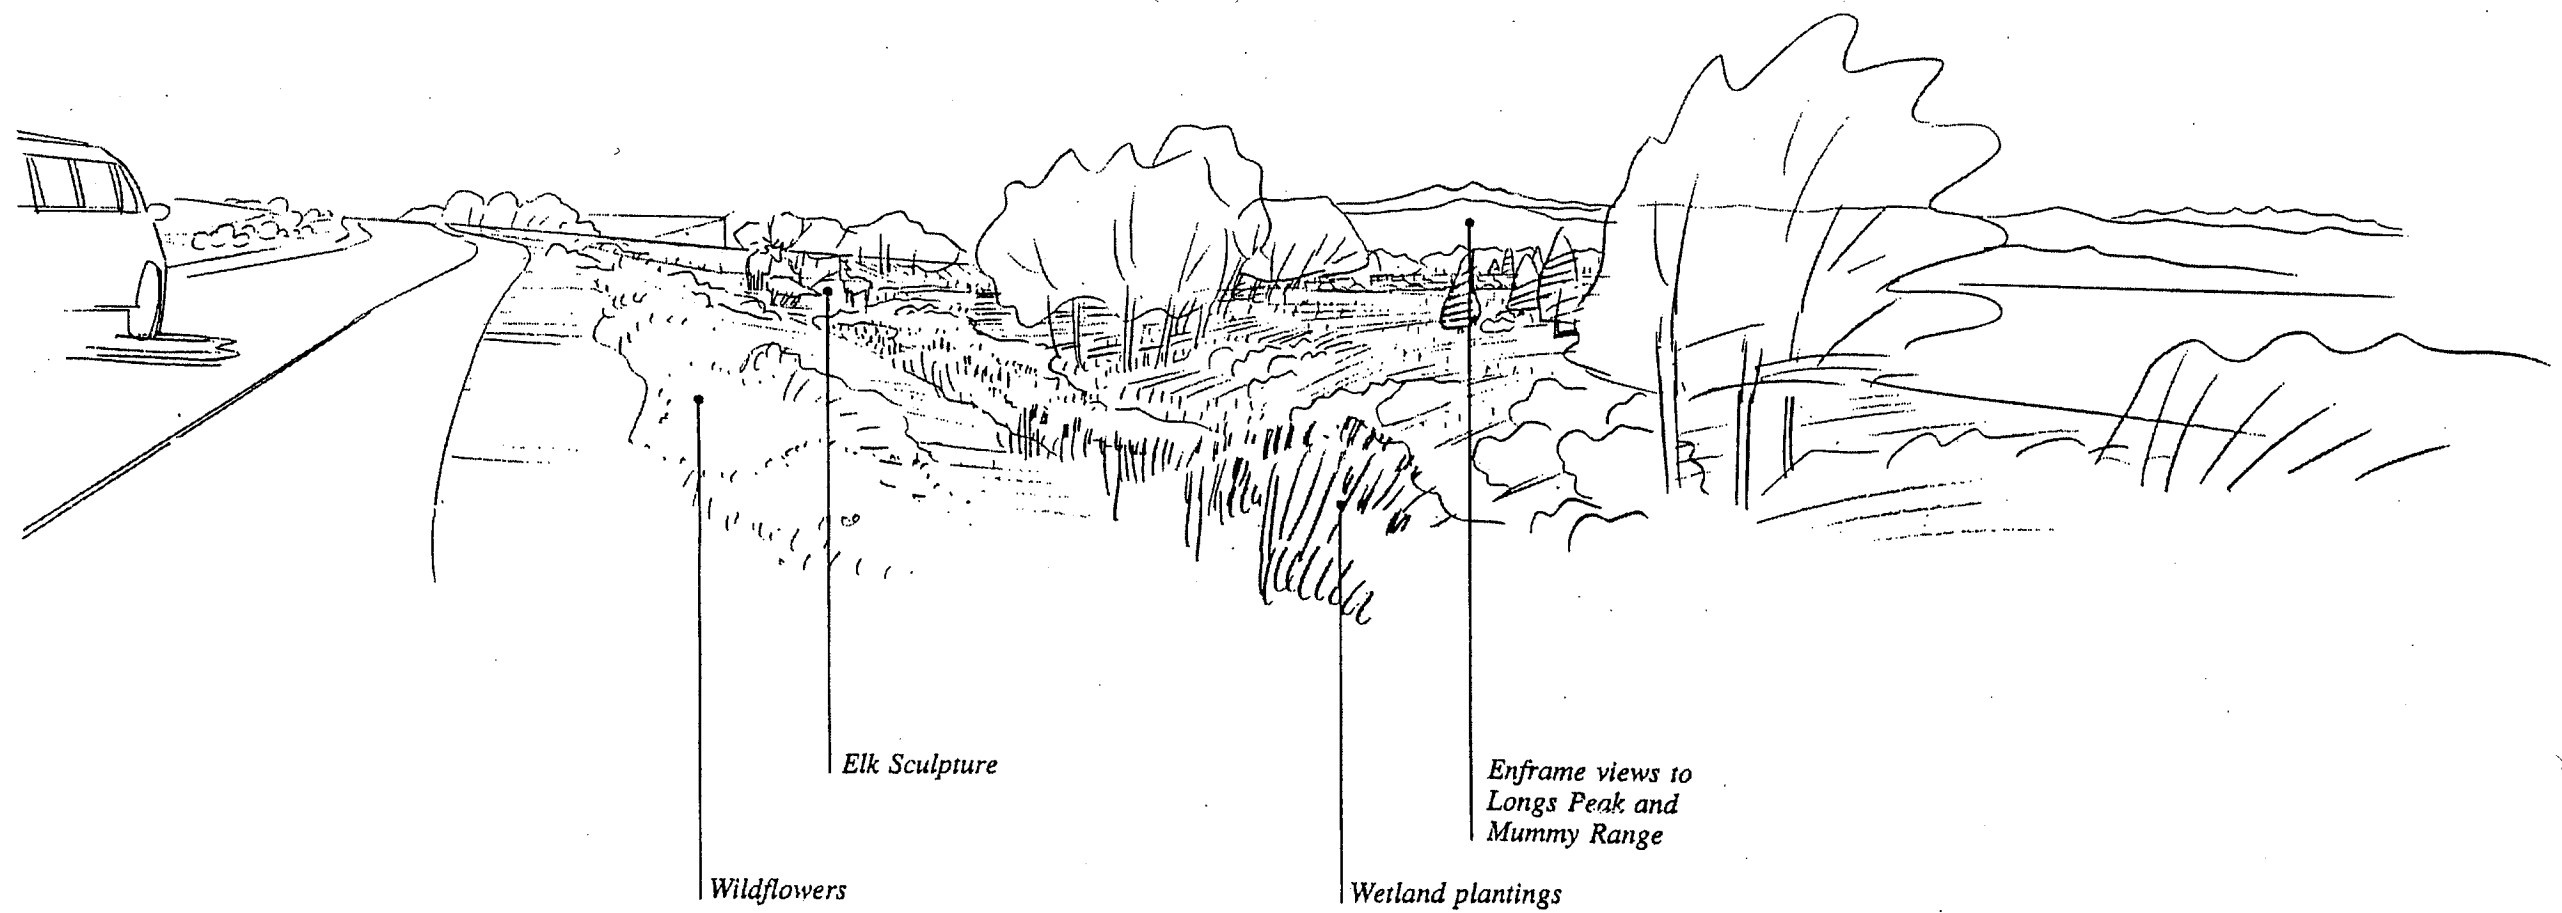 Elk Sculpture
Enframe views to
Longs Peak and
Mummy Range
Wildflowers
Wetland plantings